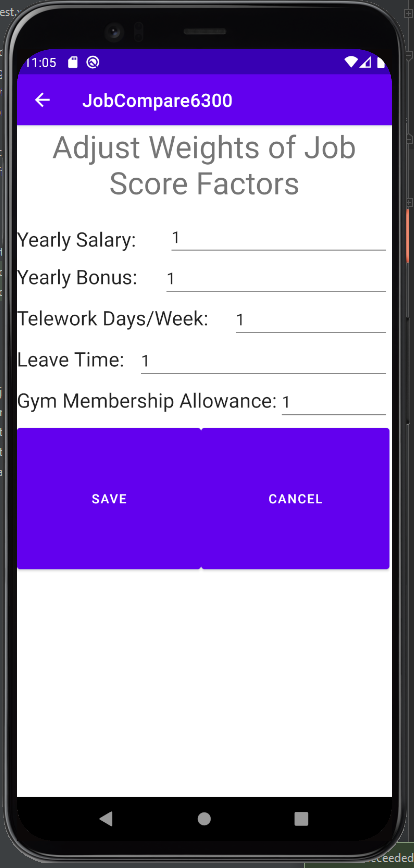 11:05
JobCompare6300
Adjust Weights of Job
Score Factors
Yearly Salary: 1
Yearly Bonus: 1
Telework Days/Week: 1
Leave Time: 1
Gym Membership Allowance: 1
SAVE CANCEL